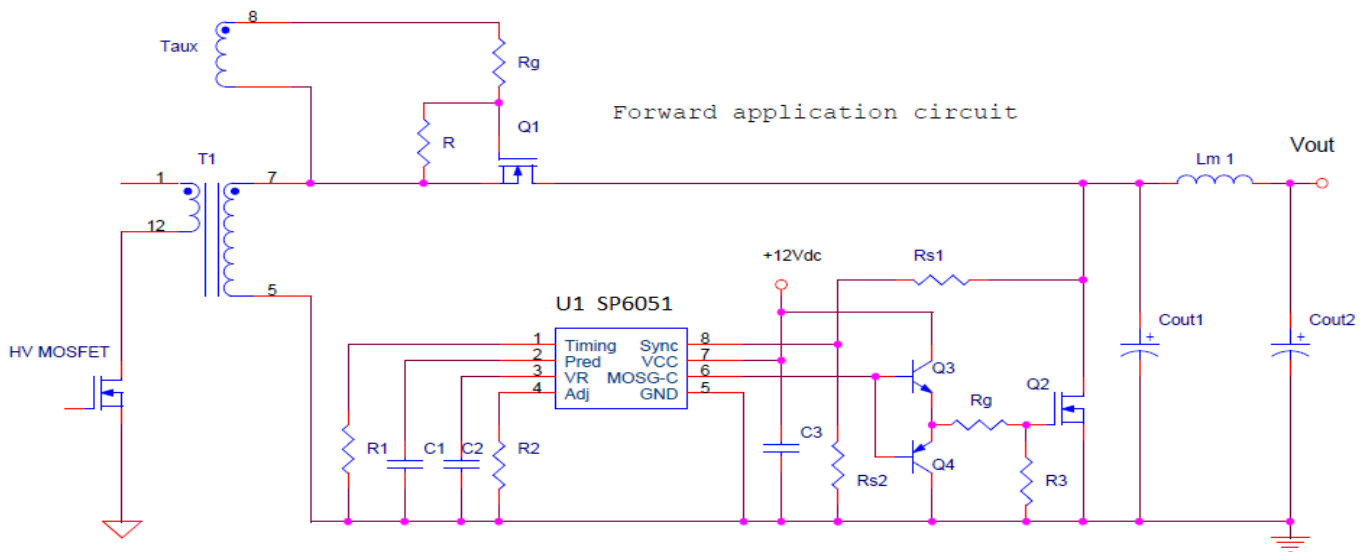 8
Taux
Rg
Forward application circuit
Q1
R
Vout
T1
Lm 1
1
7
12
+12Vdc
Rs1
5
U1 SP6051
Cout1
Cout2
HV MOSFET
1
Timing
Sync
8
2
Pred
VCC
7
3
VR
MOSG-C
6
4
Adj
GND
5
Q3
Q2
Rg
R1
C1
C2
R2
C3
Q4
Rs2
R3
+
+